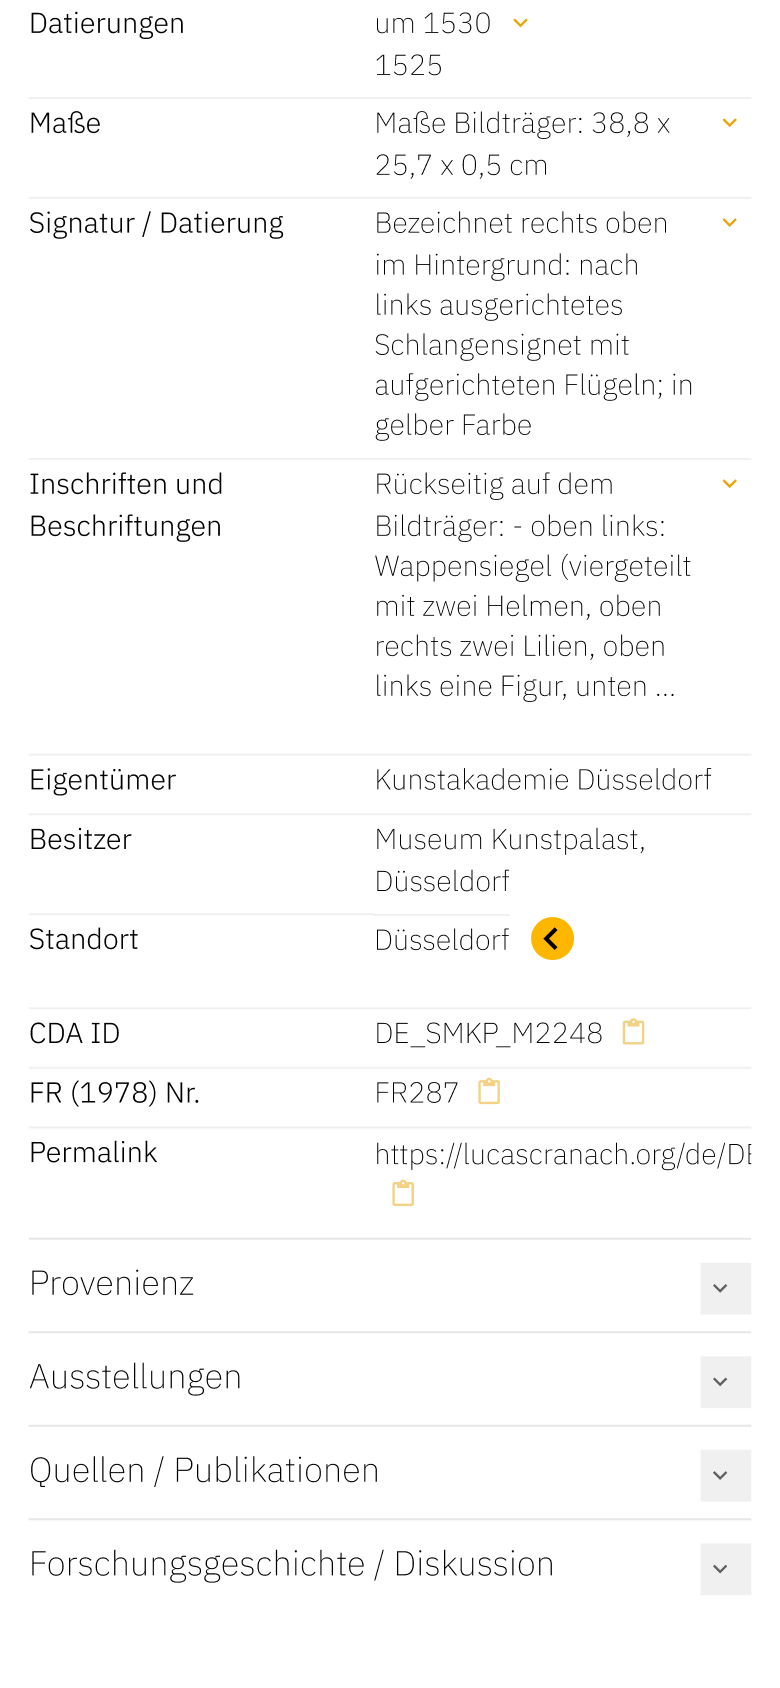 Datierungen um 1530
1525
Maße Maße Bildträger: 38,8 x
25,7 x 0,5 cm
Signatur / Datierung Bezeichnet rechts oben
im Hintergrund: nach
links ausgerichtetes
Schlangensignet mit
aufgerichteten Flügeln; in
gelber Farbe
Inschriften und Rückseitig auf dem
Beschriftungen Bildträger: - oben links:
Wappensiegel (viergeteilt
mit zwei Helmen, oben
rechts zwei Lilien, oben
links eine Figur, unten ...
Eigentümer Kunstakademie Düsseldorf
Besitzer Museum Kunstpalast,
Düsseldorf
Standort Düsseldorf
CDA ID DE_SMKP_M2248
FR (1978) Nr. FR287
Permalink https://lucascranach.org/de/DE
Provenienz
Ausstellungen
Quellen / Publikationen
Forschungsgeschichte / Diskussion